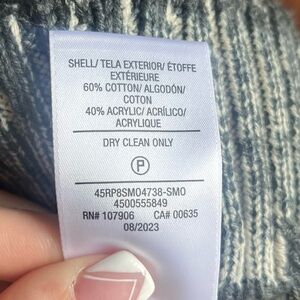 SHELL/ TELA EXTERIOR/ ÉTOFFE
EXTÉRIEURE
60% COTTON/ ALGODÓN/
COTON
40% ACRYLIC/ ACRÍLICO/
ACRYLIQUE
DRY CLEAN ONLY
P
45RP8SM04738-SMO
4500555849
RN# 107906 CA# 00635
08/2023